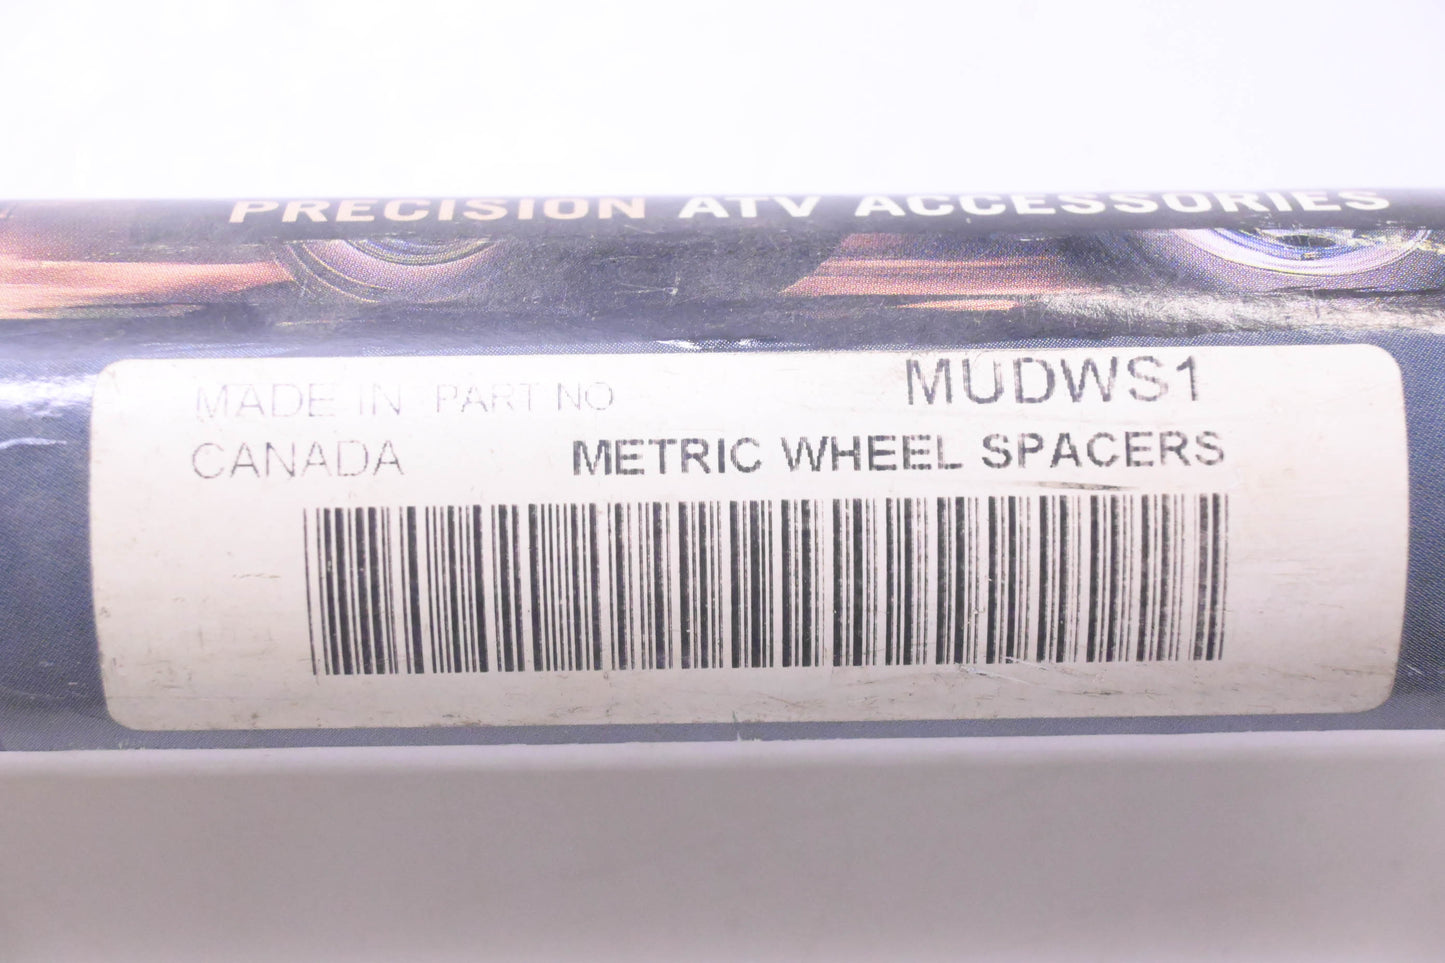 PRECISION ATV ACCESSORIES
MADE IN PART NO MUDWS1
CANADA METRIC WHEEL SPACERS